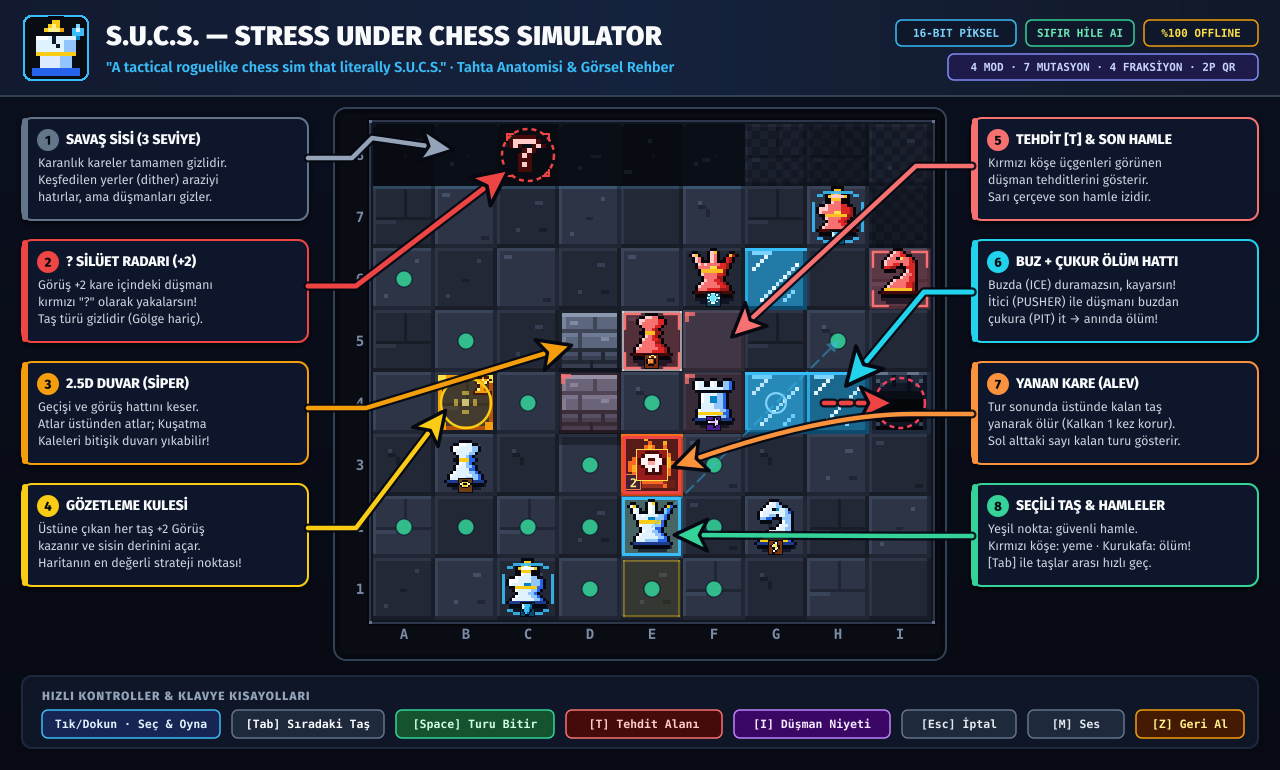 S.U.C.S. — STRESS UNDER CHESS SIMULATOR
"A tactical roguelike chess sim that literally S.U.C.S." · Tahta Anatomisi & Görsel Rehber
16-BIT PİKSEL
SIFIR HİLE AI
%100 OFFLINE
4 MOD · 7 MUTASYON · 4 FRAKSİYON · 2P QR
1 SAVAŞ SİSİ (3 SEVİYE)
Karanlık kareler tamamen gizlidir.
Keşfedilen yerler (dither) araziyi
hatırlar, ama düşmanları gizler.
2 ? SİLÜET RADARI (+2)
Görüş +2 kare içindeki düşmanı
kırmızı "?" olarak yakalarsın!
Taş türü gizlidir (Gölge hariç).
3 2.5D DUVAR (SİPER)
Geçişi ve görüş hattını keser.
Atlar üstünden atlar; Kuşatma
Kaleleri bitişik duvarı yıkabilir!
4 GÖZETLEME KULESİ
Üstüne çıkan her taş +2 Görüş
kazanır ve sisin derinini açar.
Haritanın en değerli strateji noktası!
?
7
5
3
2
1
A B C D E F G H I
5 TEHDİT [T] & SON HAMLE
Kırmızı köşe üçgenleri görünen
düşman tehditlerini gösterir.
Sarı çerçeve son hamle izidir.
6 BUZ + ÇUKUR ÖLÜM HATTI
Buzda (ICE) duramazsın, kayarsın!
İtici (PUSHER) ile düşmanı buzdan
çukura (PIT) it → anında ölüm!
7 YANAN KARE (ALEV)
Tur sonunda üstünde kalan taş
yanarak ölür (Kalkan 1 kez korur).
Sol alttaki sayı kalan turu gösterir.
8 SEÇİLİ TAŞ & HAMLELER
Yeşil nokta: güvenli hamle.
Kırmızı köşe: yeme · Kurukafa: ölüm!
[Tab] ile taşlar arası hızlı geç.
HIZLI KONTROLLER & KLAVYE KISAYOLLARI
Tık/Dokun · Seç & Oyna
[Tab] Sıradaki Taş
[Space] Turu Bitir
[T] Tehdit Alanı
[I] Düşman Niyeti
[Esc] İptal
[M] Ses
[Z] Geri Al